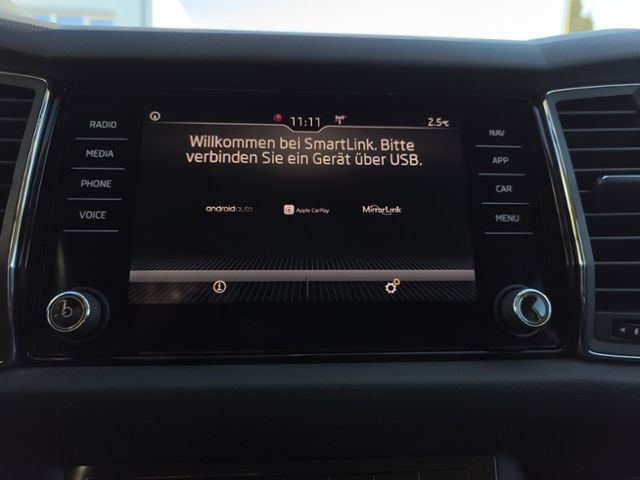 RADIO
MEDIA
PHONE
VOICE
11:11
2.5°C
Willkommen bei SmartLink. Bitte
verbinden Sie ein Gerät über USB.
androidauto
Apple CarPlay
MirrorLink
NAV
APP
CAR
MENU